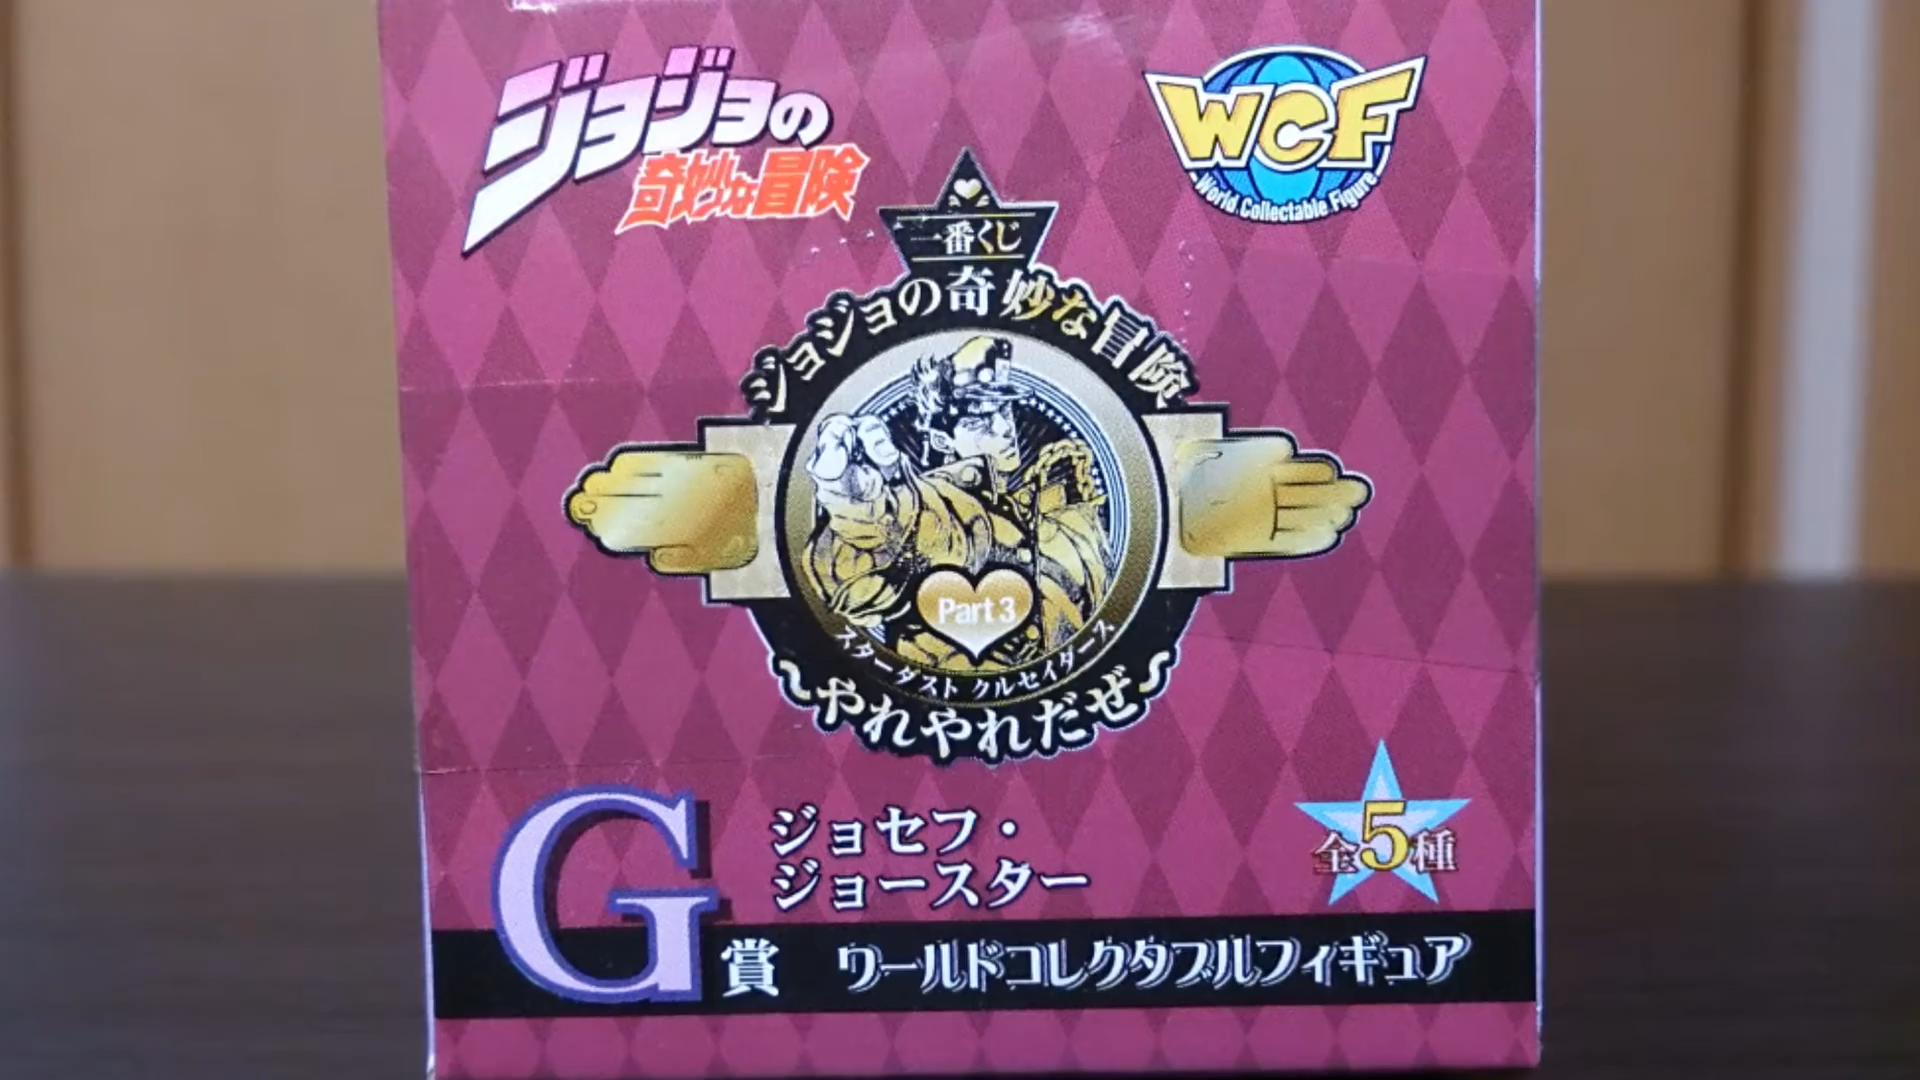 ジョジョの
奇妙な冒険
WCF
World Collectable Figure
一番くじ
ジョジョの奇妙な冒険
Part 3
スターダスト クルセイダース
～やれやれだぜ～
G賞
ジョセフ・
ジョースター
全5種
ワールドコレクタブルフィギュア